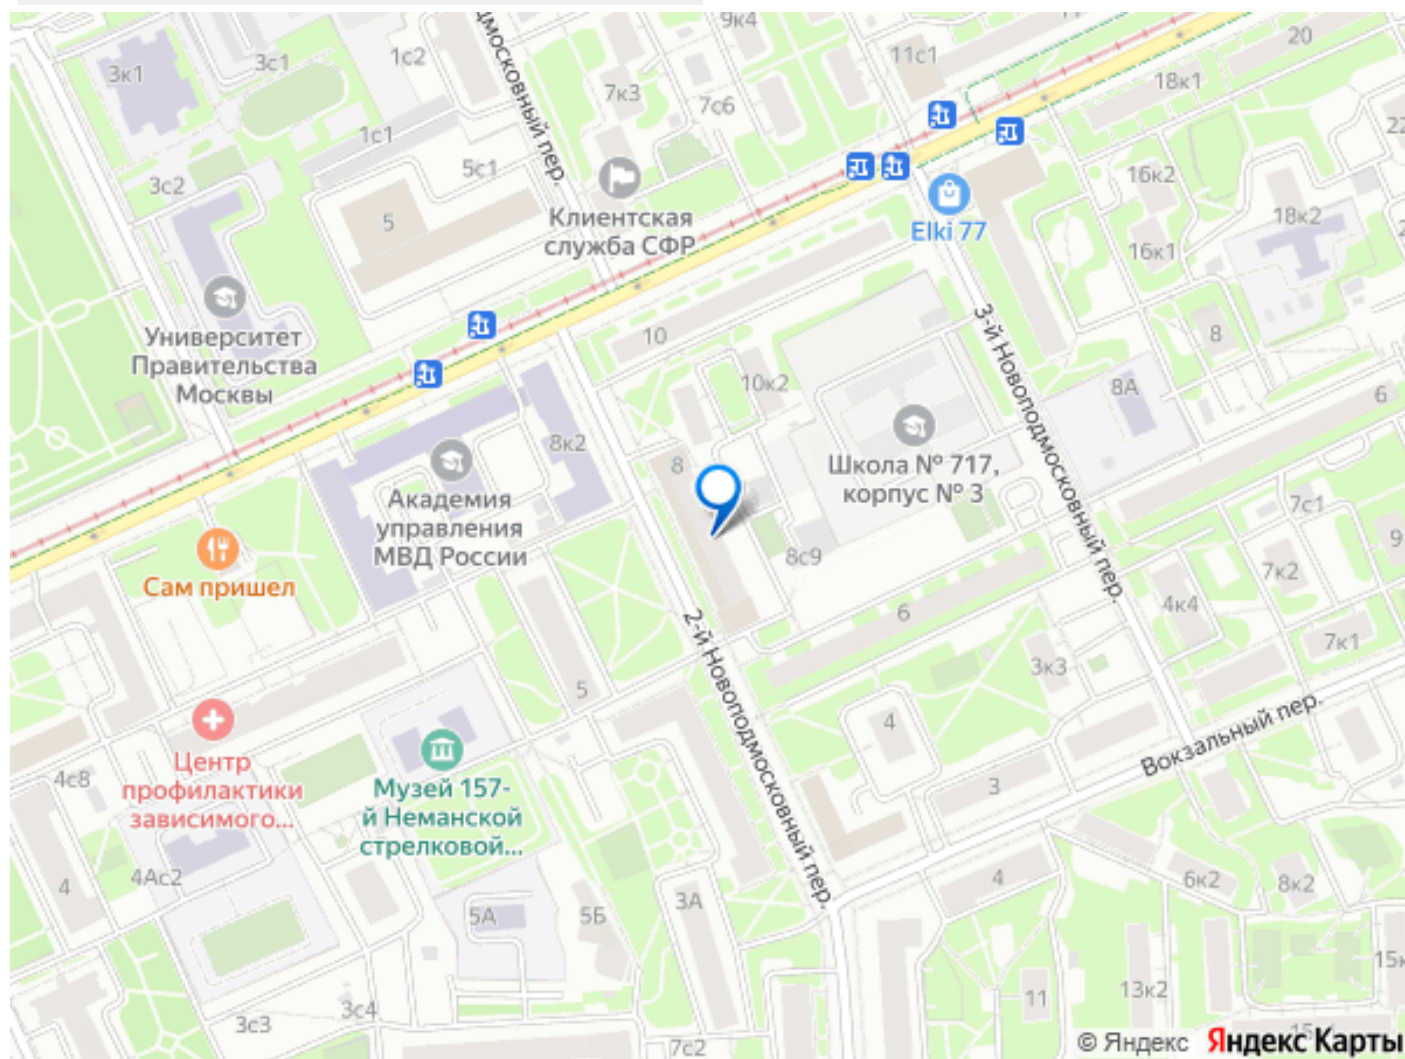 9к4
3к1
3с1
1с2
дмосковный пер.
11с1
20
7к3
7с6
18к1
1с1
22
3с2
5с1
5
16к2
Клиентская
служба СФР
Elki 77
18к2
16к1
Университет
Правительства
Москвы
10
3-й Новоподмосковный пер.
8
10к2
8А
6
8к2
Школа № 717,
корпус № 3
8
Академия
управления
МВД России
7с1
8с9
9
7к2
Сам пришел
4к4
6
2-й Новоподмосковный пер.
7к1
3к3
5
4
Вокзальный пер.
Центр
профилактики
зависимого...
4с8
Музей 157-
й Неманской
стрелковой...
3
4
4Ас2
4
6к2
8к2
5А
5Б
3А
15к
11
13к2
3с4
3с3
7с2
© Яндекс
Яндекс Карты